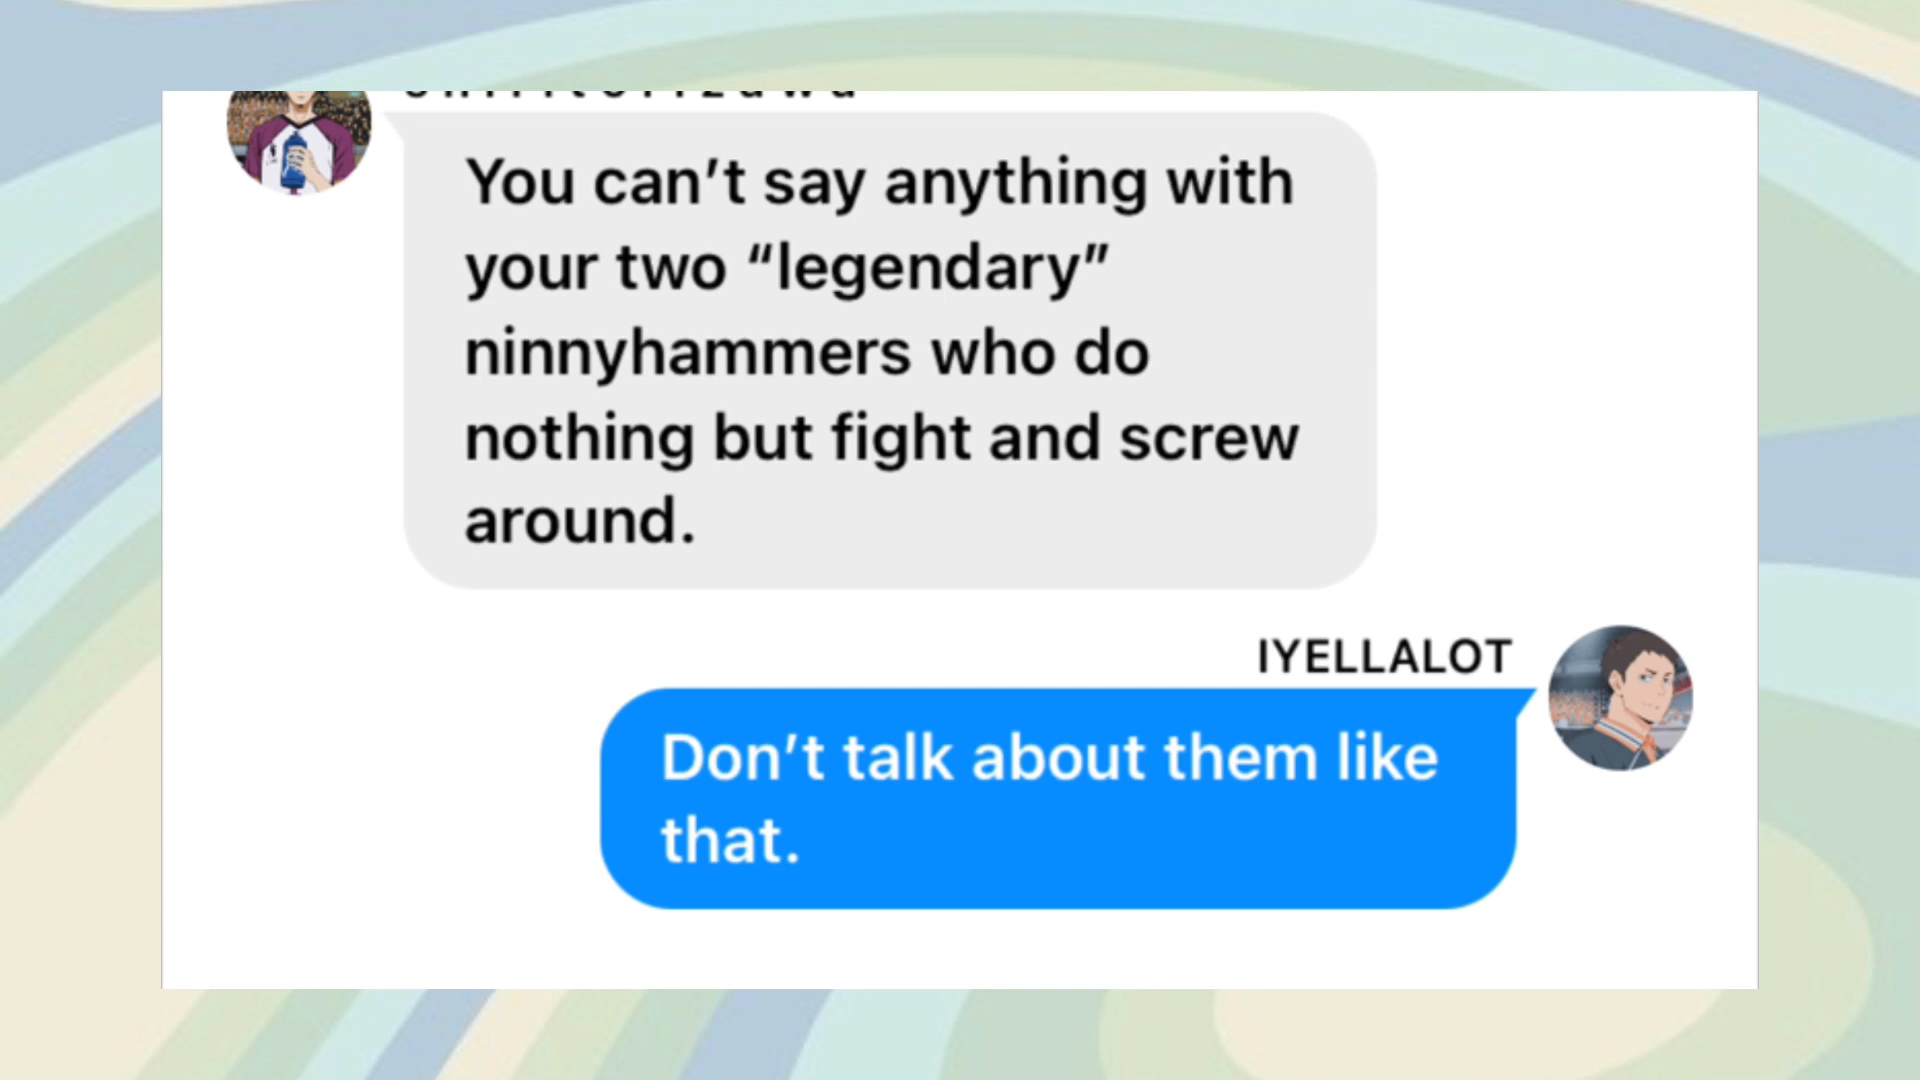 You can’t say anything with
your two “legendary”
ninnyhammers who do
nothing but fight and screw
around.
IYELLALOT
Don’t talk about them like
that.